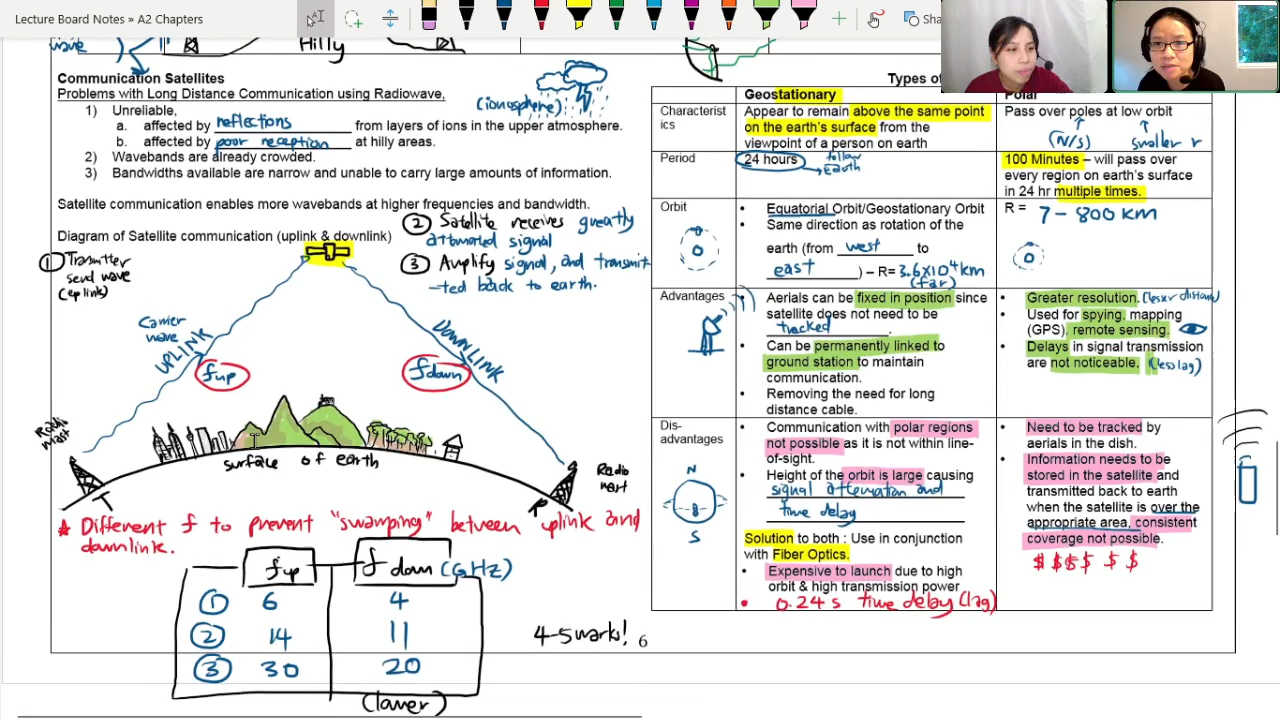 Lecture Board Notes » A2 Chapters
Sha
wave
Hilly
Communication Satellites
Problems with Long Distance Communication using Radiowave,
(ionosphere)
1) Unreliable,
a. affected by reflections from layers of ions in the upper atmosphere.
b. affected by poor reception at hilly areas.
2) Wavebands are already crowded.
3) Bandwidths available are narrow and unable to carry large amounts of information.
Satellite communication enables more wavebands at higher frequencies and bandwidth.
Diagram of Satellite communication (uplink & downlink)
① Transmitter
send wave
(uplink)
② Satellite receives greatly
attenuated signal
③ Amplify signal, and transmit-
-ted back to earth.
Carrier
wave
UPLINK
fup
DOWNLINK
fdown
Radio
mast
surface of earth
Radio
mast
T
R
* Different f to prevent "swamping" between uplink and
downlink.
fup f down (GHz)
① 6 4
② 14 11
③ 30 20
(lower)
4-5 marks! 6
Types of
Geostationary
Polar
Characterist
ics
Appear to remain above the same point
on the earth's surface from the
viewpoint of a person on earth
Pass over poles at low orbit
(N/S) smaller r
Period
24 hours
follow
Earth
100 Minutes – will pass over
every region on earth's surface
in 24 hr multiple times.
Orbit
• Equatorial Orbit/Geostationary Orbit
• Same direction as rotation of the
earth (from west to
east) – R= 3.6x10⁴km
(far)
R = 7 - 800 km
Advantages
• Aerials can be fixed in position since
satellite does not need to be
tracked.
• Can be permanently linked to
ground station to maintain
communication.
• Removing the need for long
distance cable.
• Greater resolution. (lesser distance)
• Used for spying, mapping
(GPS), remote sensing.
• Delays in signal transmission
are not noticeable. (less lag)
Dis-
advantages
N
S
• Communication with polar regions
not possible as it is not within line-
of-sight.
• Height of the orbit is large causing
signal attenuation and
time delay
Solution to both : Use in conjunction
with Fiber Optics.
• Expensive to launch due to high
orbit & high transmission power
• 0.24 s time delay (lag)
• Need to be tracked by
aerials in the dish.
• Information needs to be
stored in the satellite and
transmitted back to earth
when the satellite is over the
appropriate area, consistent
coverage not possible.
$ $ $ $ $ $